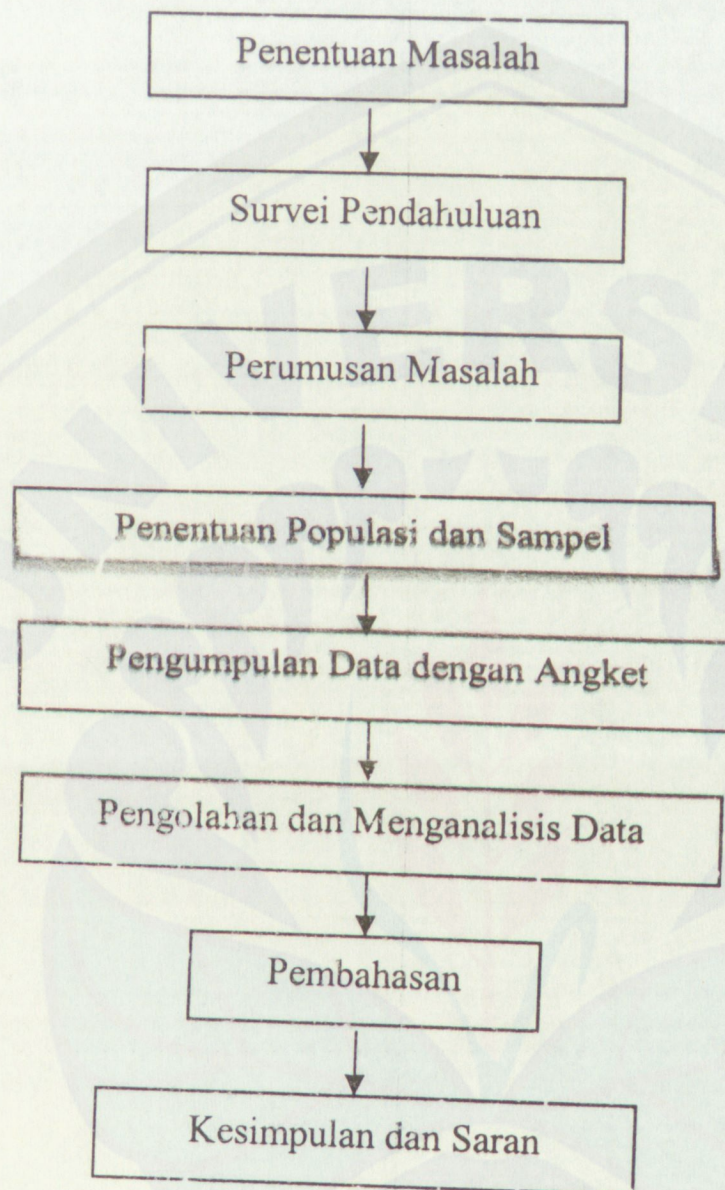 Penentuan Masalah
Survei Pendahuluan
Perumusan Masalah
Penentuan Populasi dan Sampel
Pengumpulan Data dengan Angket
Pengolahan dan Menganalisis Data
Pembahasan
Kesimpulan dan Saran